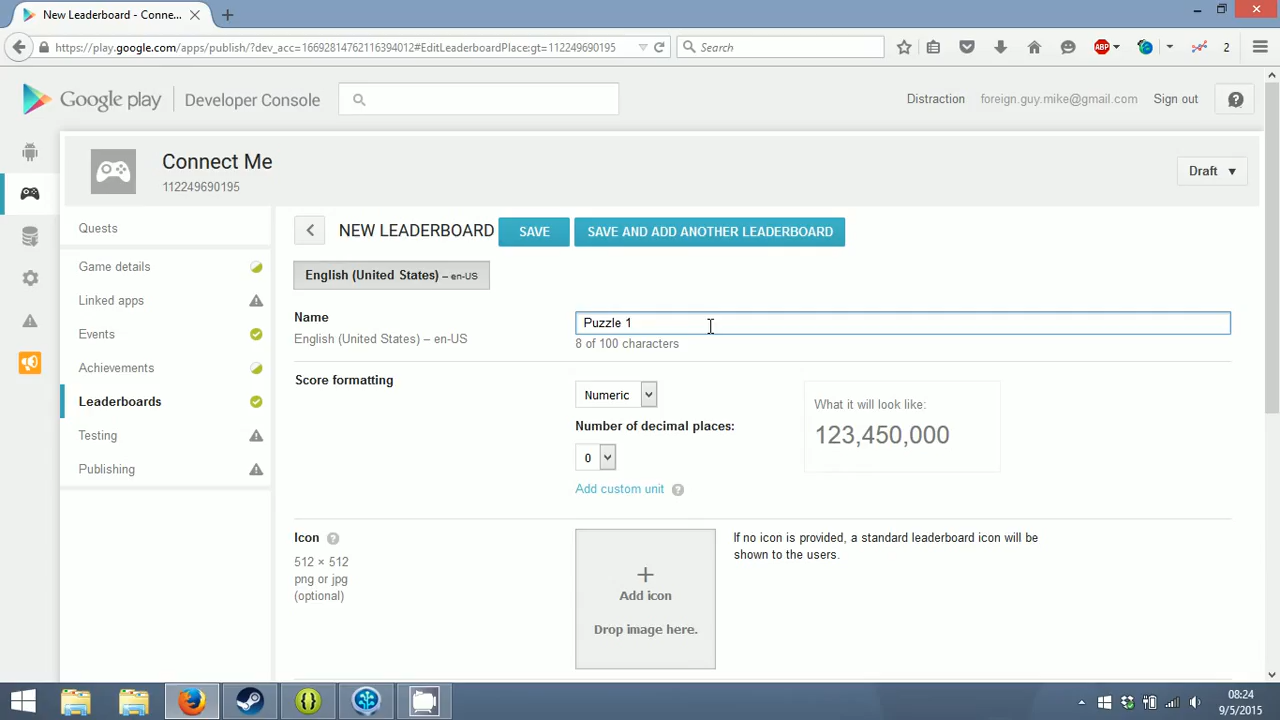 New Leaderboard - Conne...
https://play.google.com/apps/publish/?dev_acc=16692814762116394012#EditLeaderboardPlace:gt=112249690195
Search
ABP
2
Google play
Developer Console
Distraction
foreign.guy.mike@gmail.com
Sign out
Connect Me
112249690195
Draft
Quests
Game details
Linked apps
Events
Achievements
Leaderboards
Testing
Publishing
NEW LEADERBOARD
SAVE
SAVE AND ADD ANOTHER LEADERBOARD
English (United States) – en-US
Name
English (United States) – en-US
Puzzle 1
8 of 100 characters
Score formatting
Numeric
Number of decimal places:
0
Add custom unit ?
What it will look like:
123,450,000
Icon ?
512 × 512
png or jpg
(optional)
+
Add icon
Drop image here.
If no icon is provided, a standard leaderboard icon will be
shown to the users.
08:24
9/5/2015